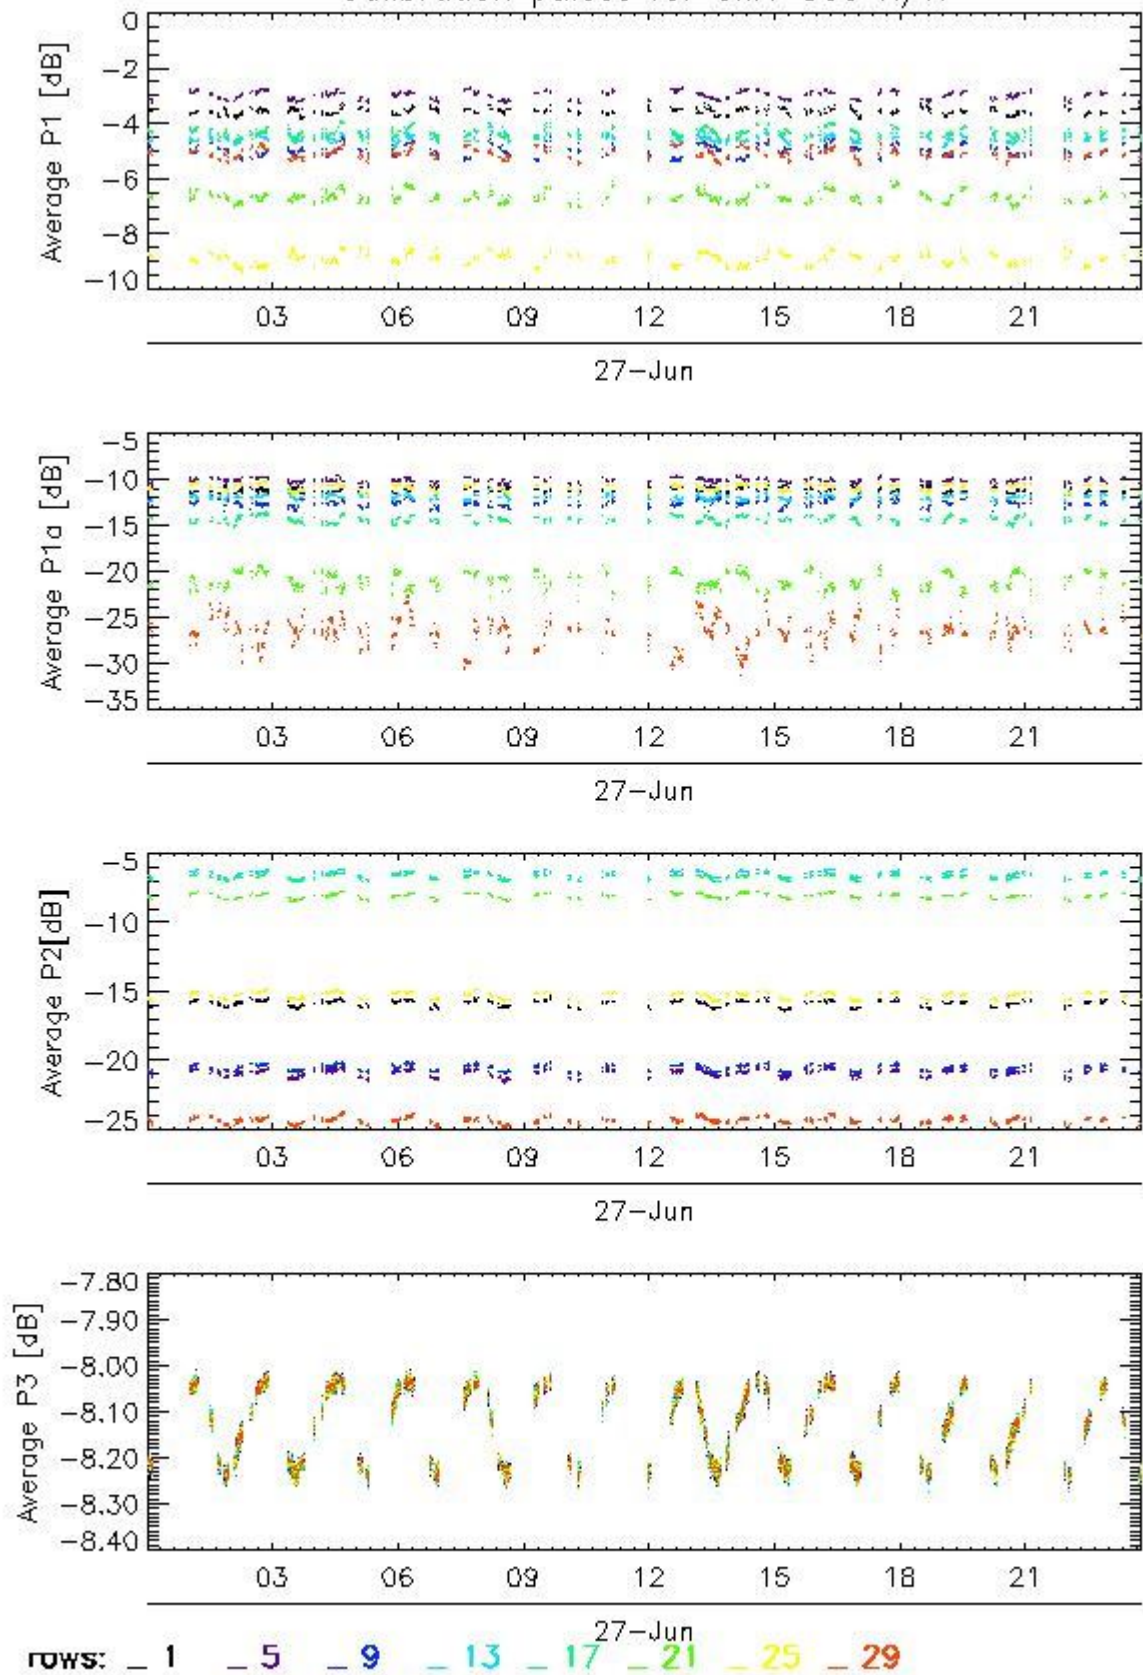 0
Average P1 [dB]
-2
-4
-6
-8
-10
03 06 09 12 15 18 21
27-Jun
-5
Average P1a [dB]
-10
-15
-20
-25
-30
-35
03 06 09 12 15 18 21
27-Jun
-5
Average P2[dB]
-10
-15
-20
-25
03 06 09 12 15 18 21
27-Jun
-7.80
Average P3 [dB]
-7.90
-8.00
-8.10
-8.20
-8.30
-8.40
03 06 09 12 15 18 21
27-Jun
rows: _ 1 _ 5 _ 9 _ 13 _ 17 _ 21 _ 25 _ 29